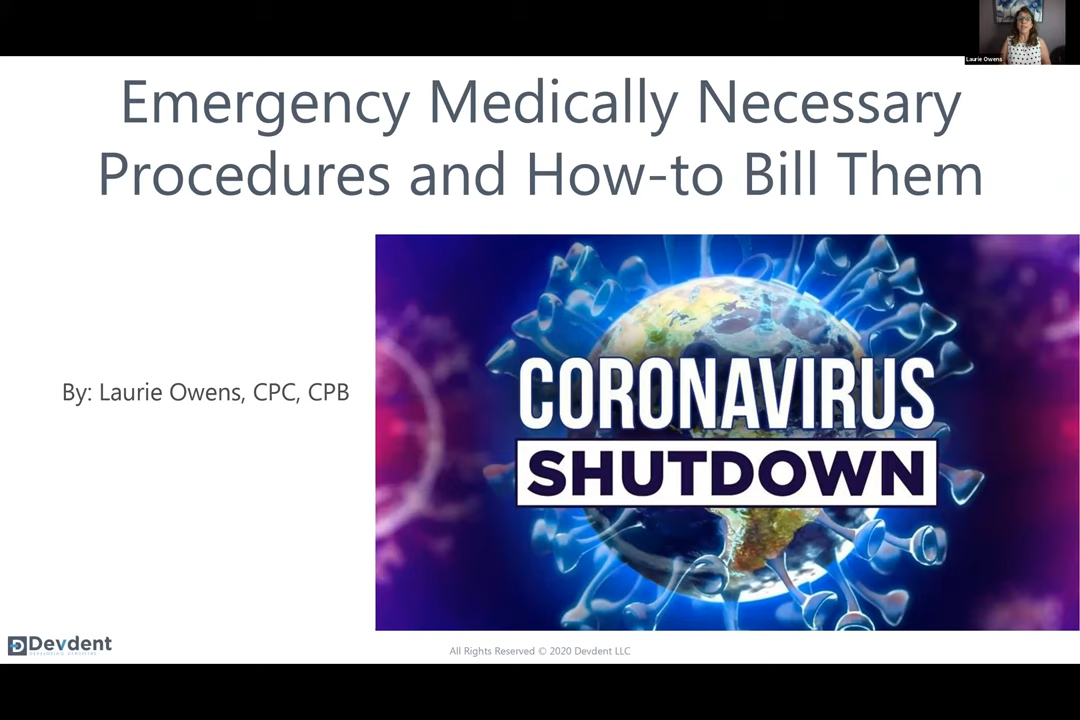 Laurie Owens
Emergency Medically Necessary
Procedures and How-to Bill Them
By: Laurie Owens, CPC, CPB
CORONAVIRUS
SHUTDOWN
Devdent
All Rights Reserved © 2020 Devdent LLC